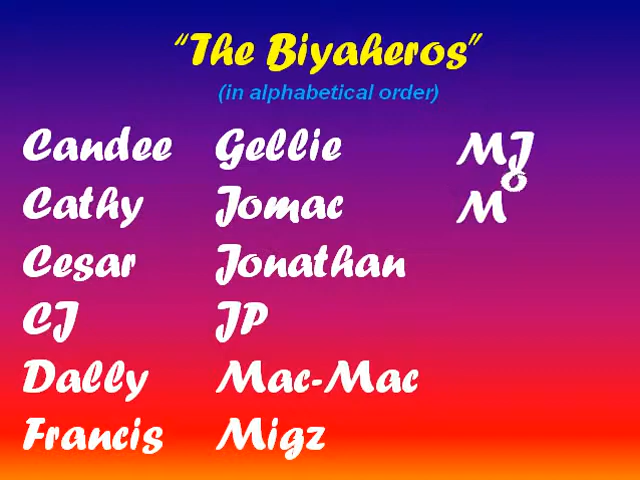 “The Biyaheros”
(in alphabetical order)
Candee
Cathy
Cesar
CJ
Dally
Francis
Gellie
Jomac
Jonathan
JP
Mac-Mac
Migz
MJ
Mo